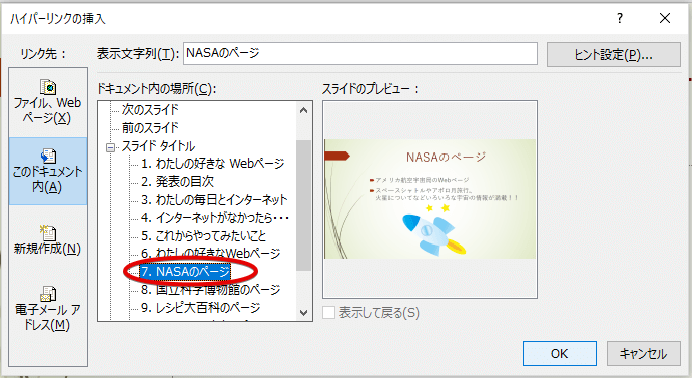 ハイパーリンクの挿入
リンク先：
表示文字列(T):
NASAのページ
ヒント設定(P)...
ファイル、Web
ページ(X)
このドキュメント
内(A)
新規作成(N)
電子メール ア
ドレス(M)
ドキュメント内の場所(C):
次のスライド
前のスライド
スライド タイトル
1. わたしの好きな Webページ
2. 発表の目次
3. わたしの毎日とインターネット
4. インターネットがなかったら・・・
5. これからやってみたいこと
6. わたしの好きなWebページ
7. NASAのページ
8. 国立科学博物館のページ
9. レシピ大百科のページ
スライドのプレビュー：
NASAのページ
アメリカ航空宇宙局のWebページ
スペースシャトルやアポロ月旅行。
火星についてなどいろいろな宇宙の情報が満載！！
表示して戻る(S)
OK
キャンセル